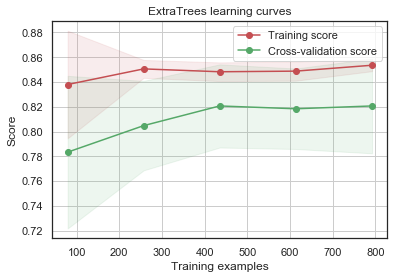 ExtraTrees learning curves
0.88
0.86
0.84
0.82
0.80
0.78
0.76
0.74
0.72
Score
Training score
Cross-validation score
100 200 300 400 500 600 700 800
Training examples